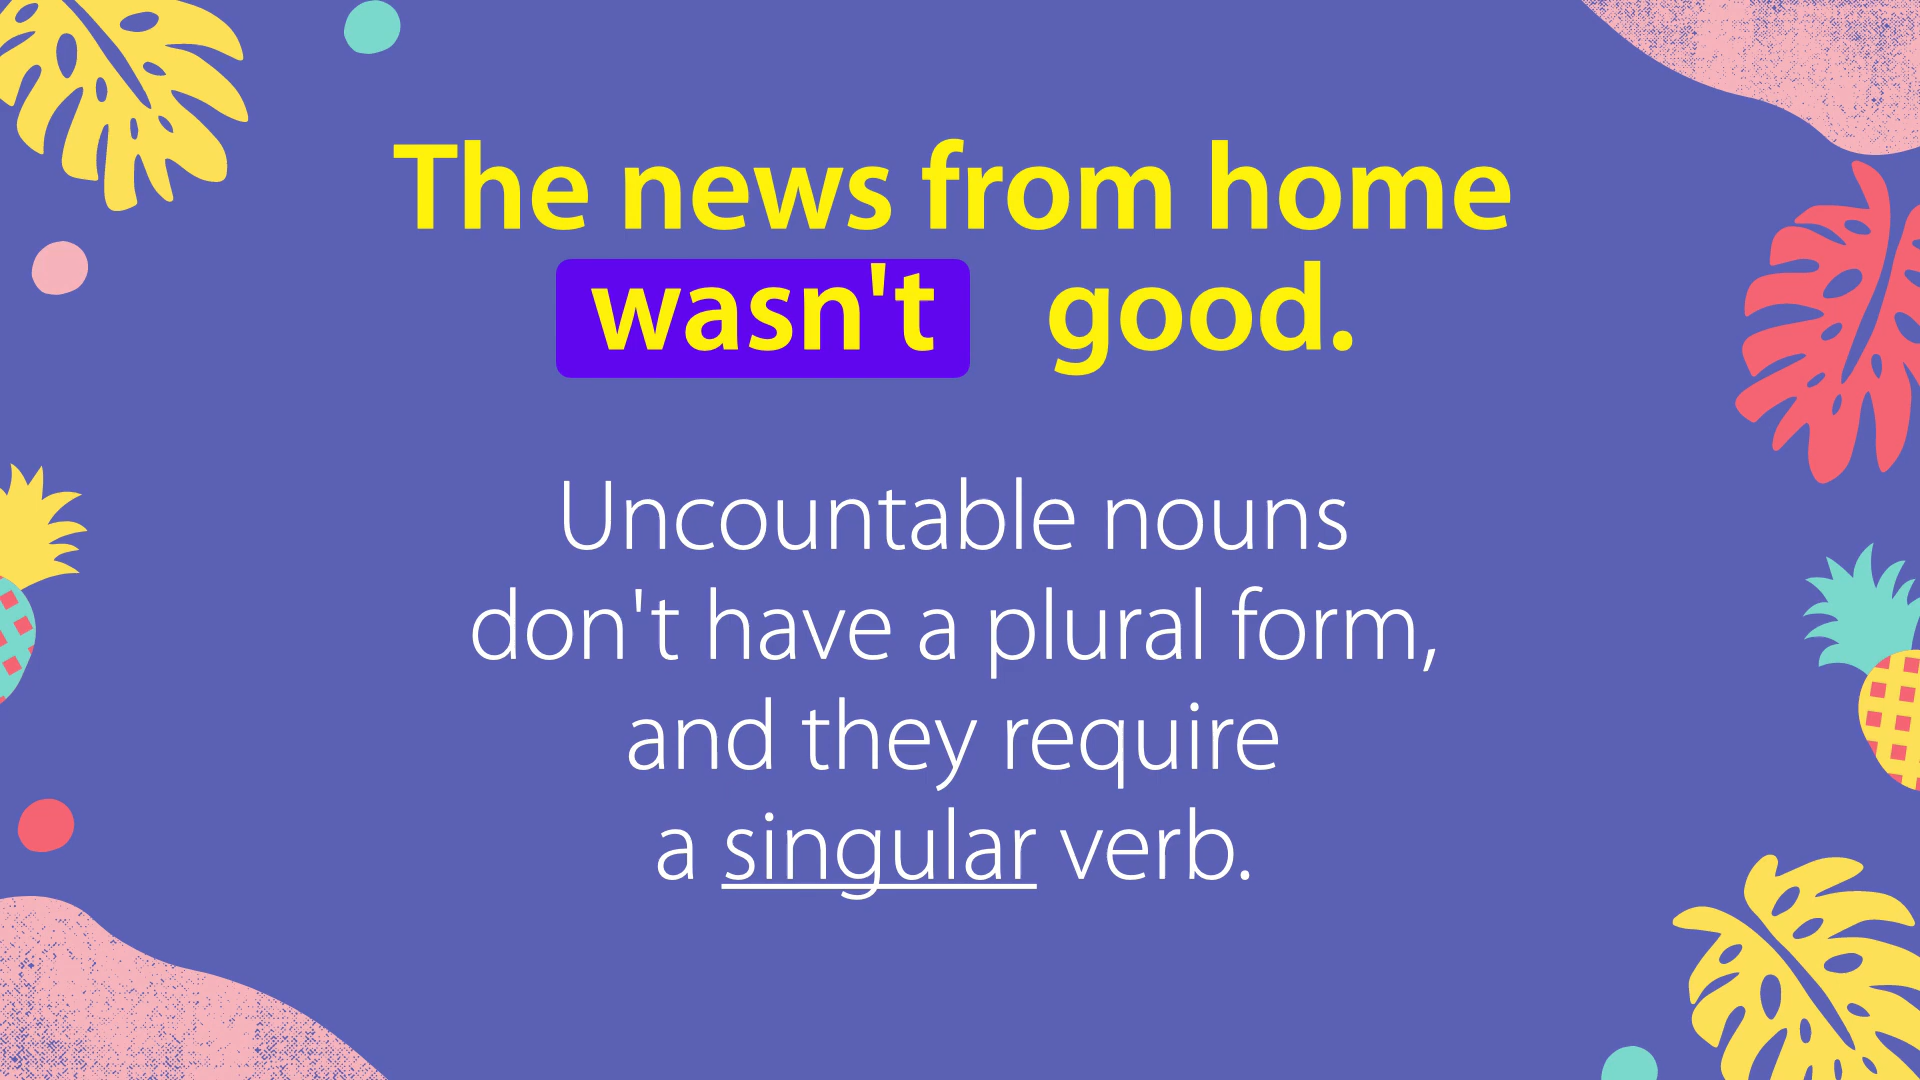 The news from home
wasn't good.
Uncountable nouns
don't have a plural form,
and they require
a singular verb.